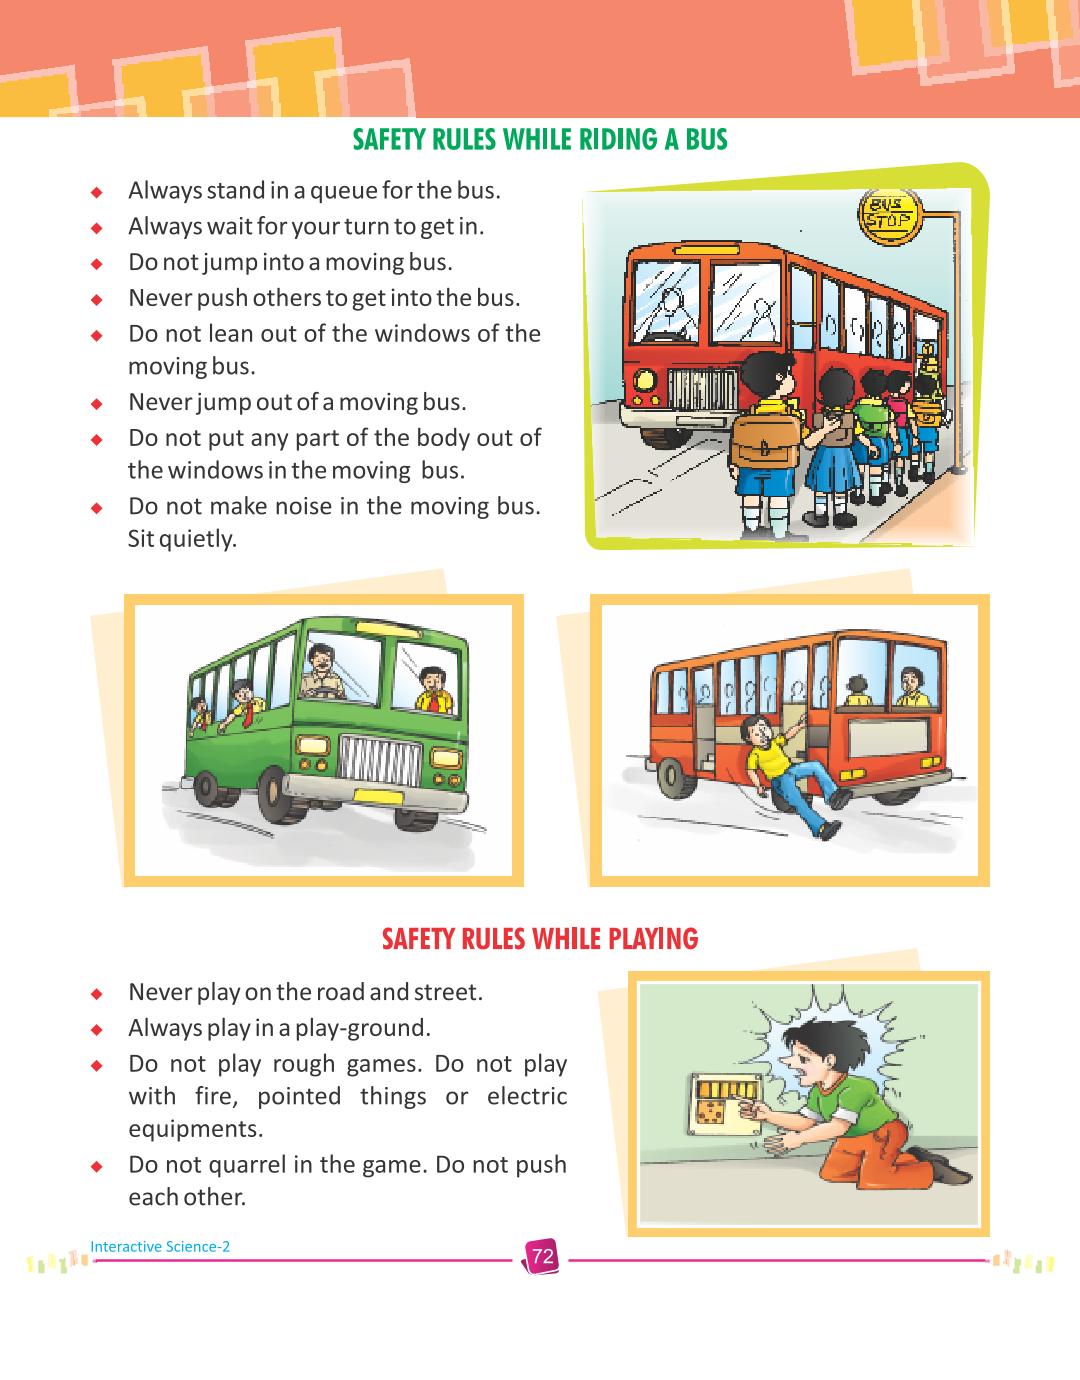 SAFETY RULES WHILE RIDING A BUS
◆ Always stand in a queue for the bus.
◆ Always wait for your turn to get in.
◆ Do not jump into a moving bus.
◆ Never push others to get into the bus.
◆ Do not lean out of the windows of the
moving bus.
◆ Never jump out of a moving bus.
◆ Do not put any part of the body out of
the windows in the moving bus.
◆ Do not make noise in the moving bus.
Sit quietly.
BUS
STOP
SAFETY RULES WHILE PLAYING
◆ Never play on the road and street.
◆ Always play in a play-ground.
◆ Do not play rough games. Do not play
with fire, pointed things or electric
equipments.
◆ Do not quarrel in the game. Do not push
each other.
Interactive Science-2
72